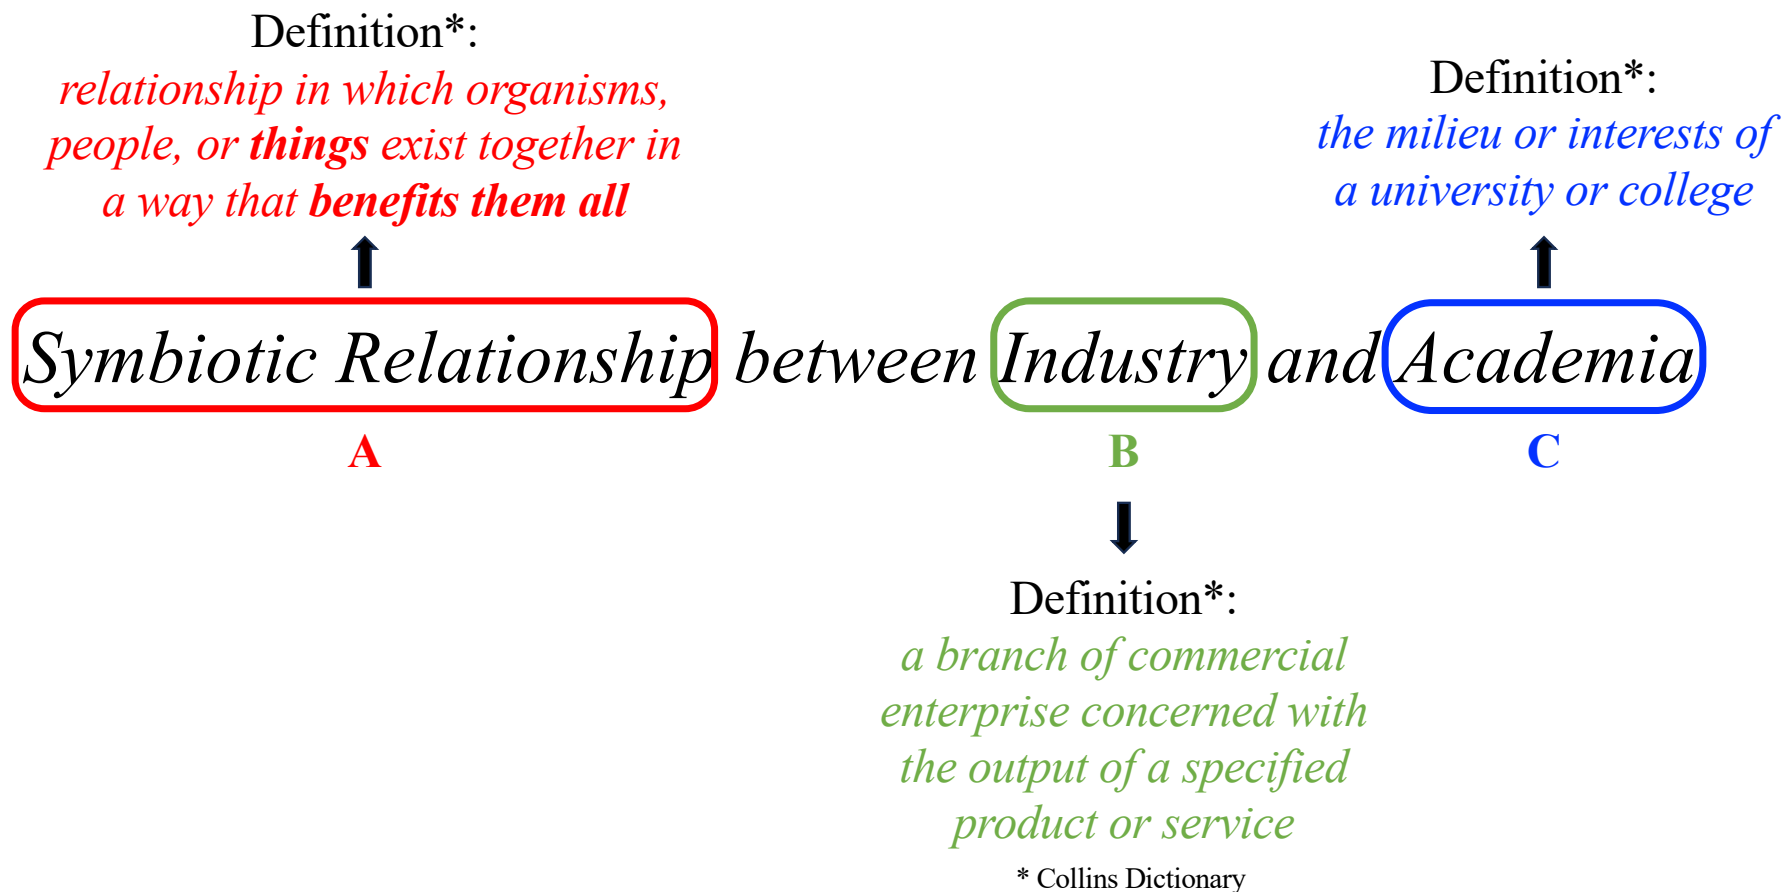 Definition*:
relationship in which organisms,
people, or things exist together in
a way that benefits them all
Definition*:
the milieu or interests of
a university or college
Symbiotic Relationship between Industry and Academia
A
B
C
Definition*:
a branch of commercial
enterprise concerned with
the output of a specified
product or service
* Collins Dictionary